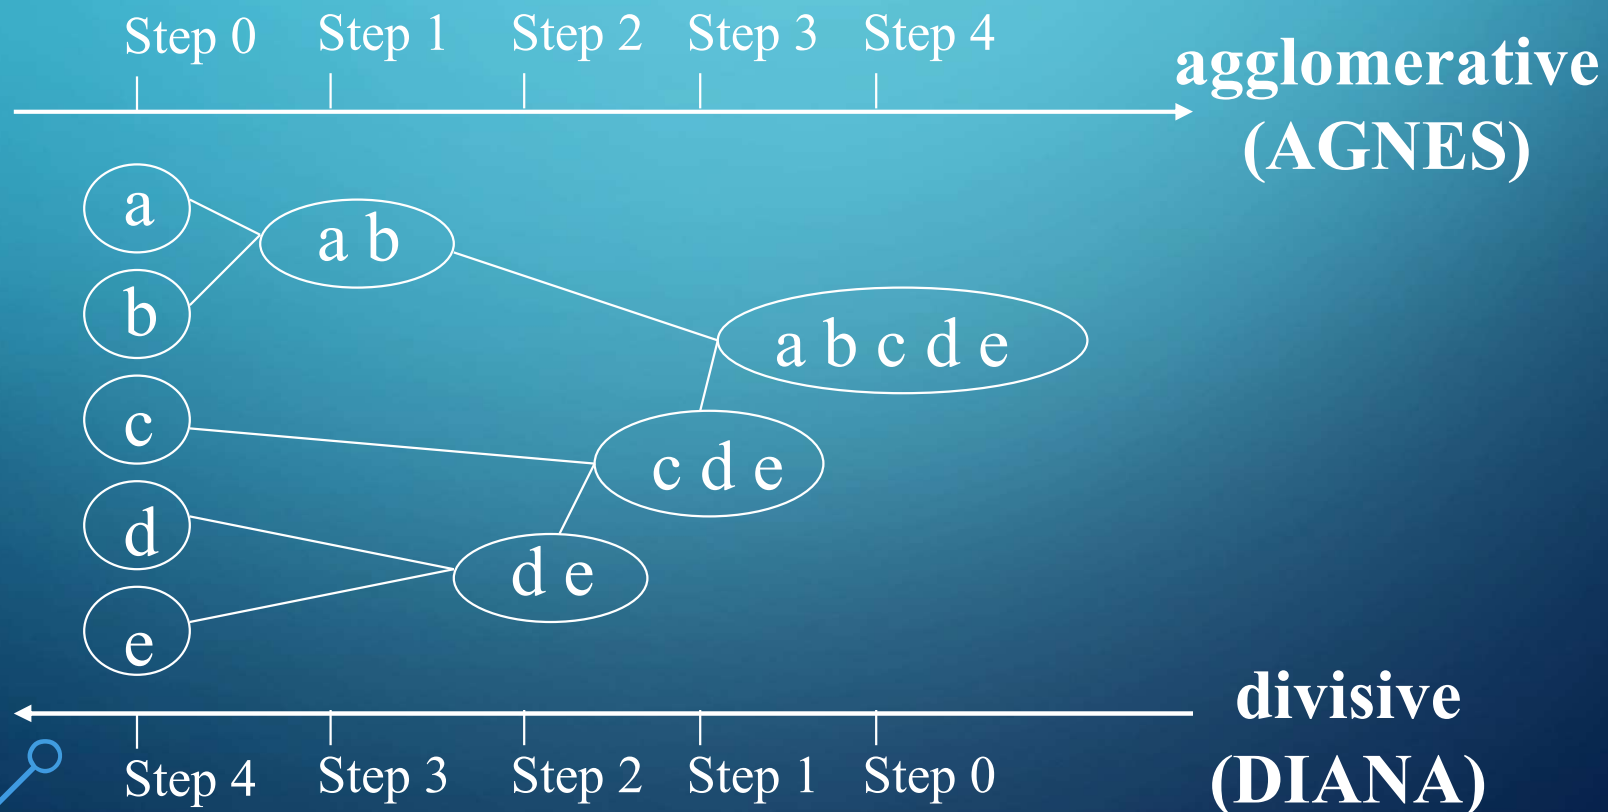 Step 0 Step 1 Step 2 Step 3 Step 4
agglomerative
(AGNES)
a
a b
b
a b c d e
c
c d e
d
d e
e
divisive
(DIANA)
Step 4 Step 3 Step 2 Step 1 Step 0